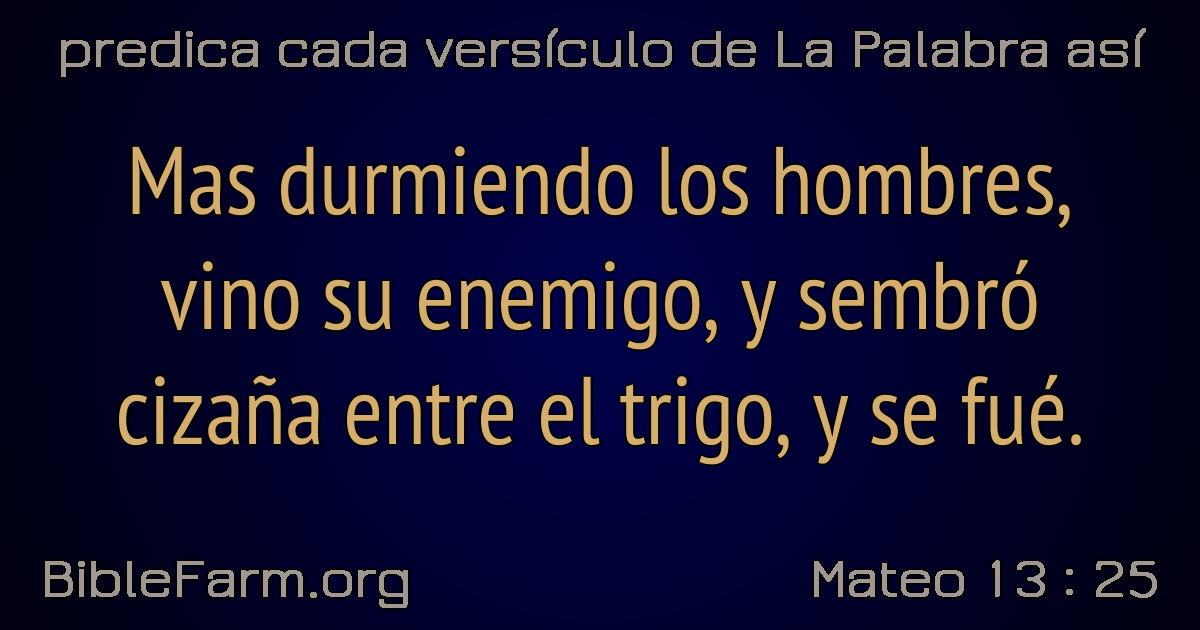 predica cada versículo de La Palabra así
Mas durmiendo los hombres,
vino su enemigo, y sembró
cizaña entre el trigo, y se fué.
BibleFarm.org
Mateo 13 : 25